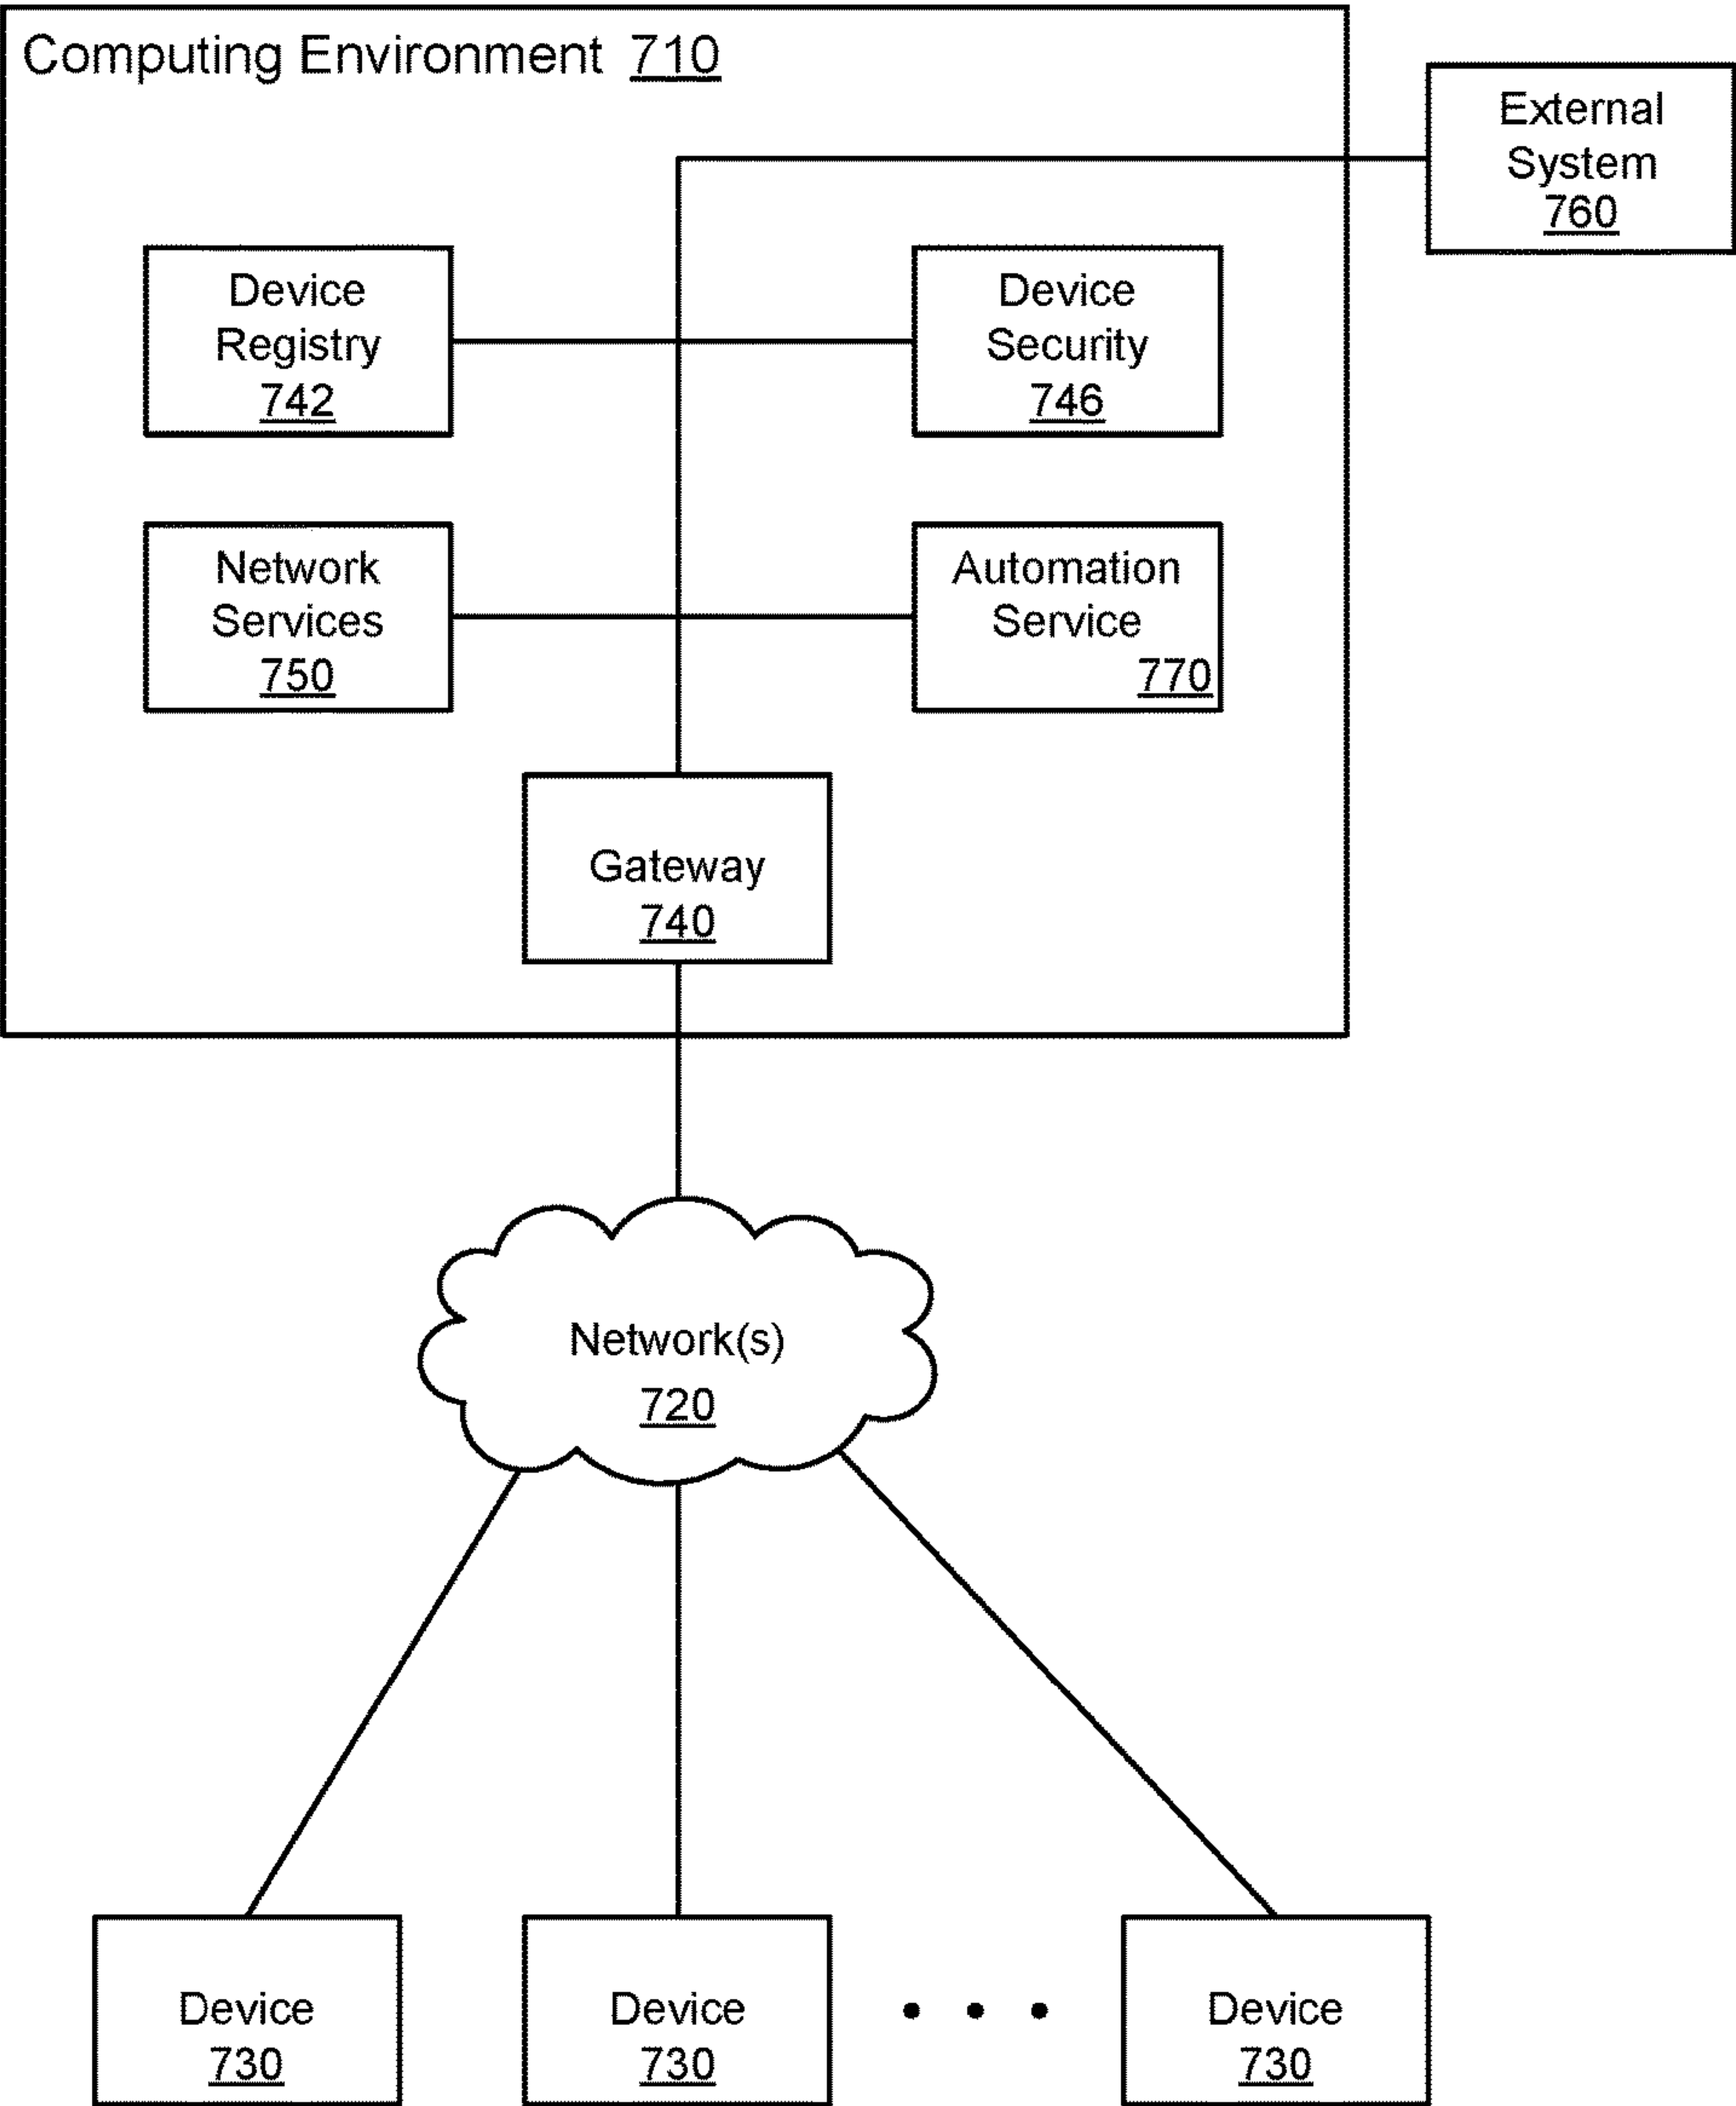 Computing Environment 710
External
System
760
Device
Registry
742
Device
Security
746
Network
Services
750
Automation
Service
770
Gateway
740
Network(s)
720
Device
730
Device
730
Device
730